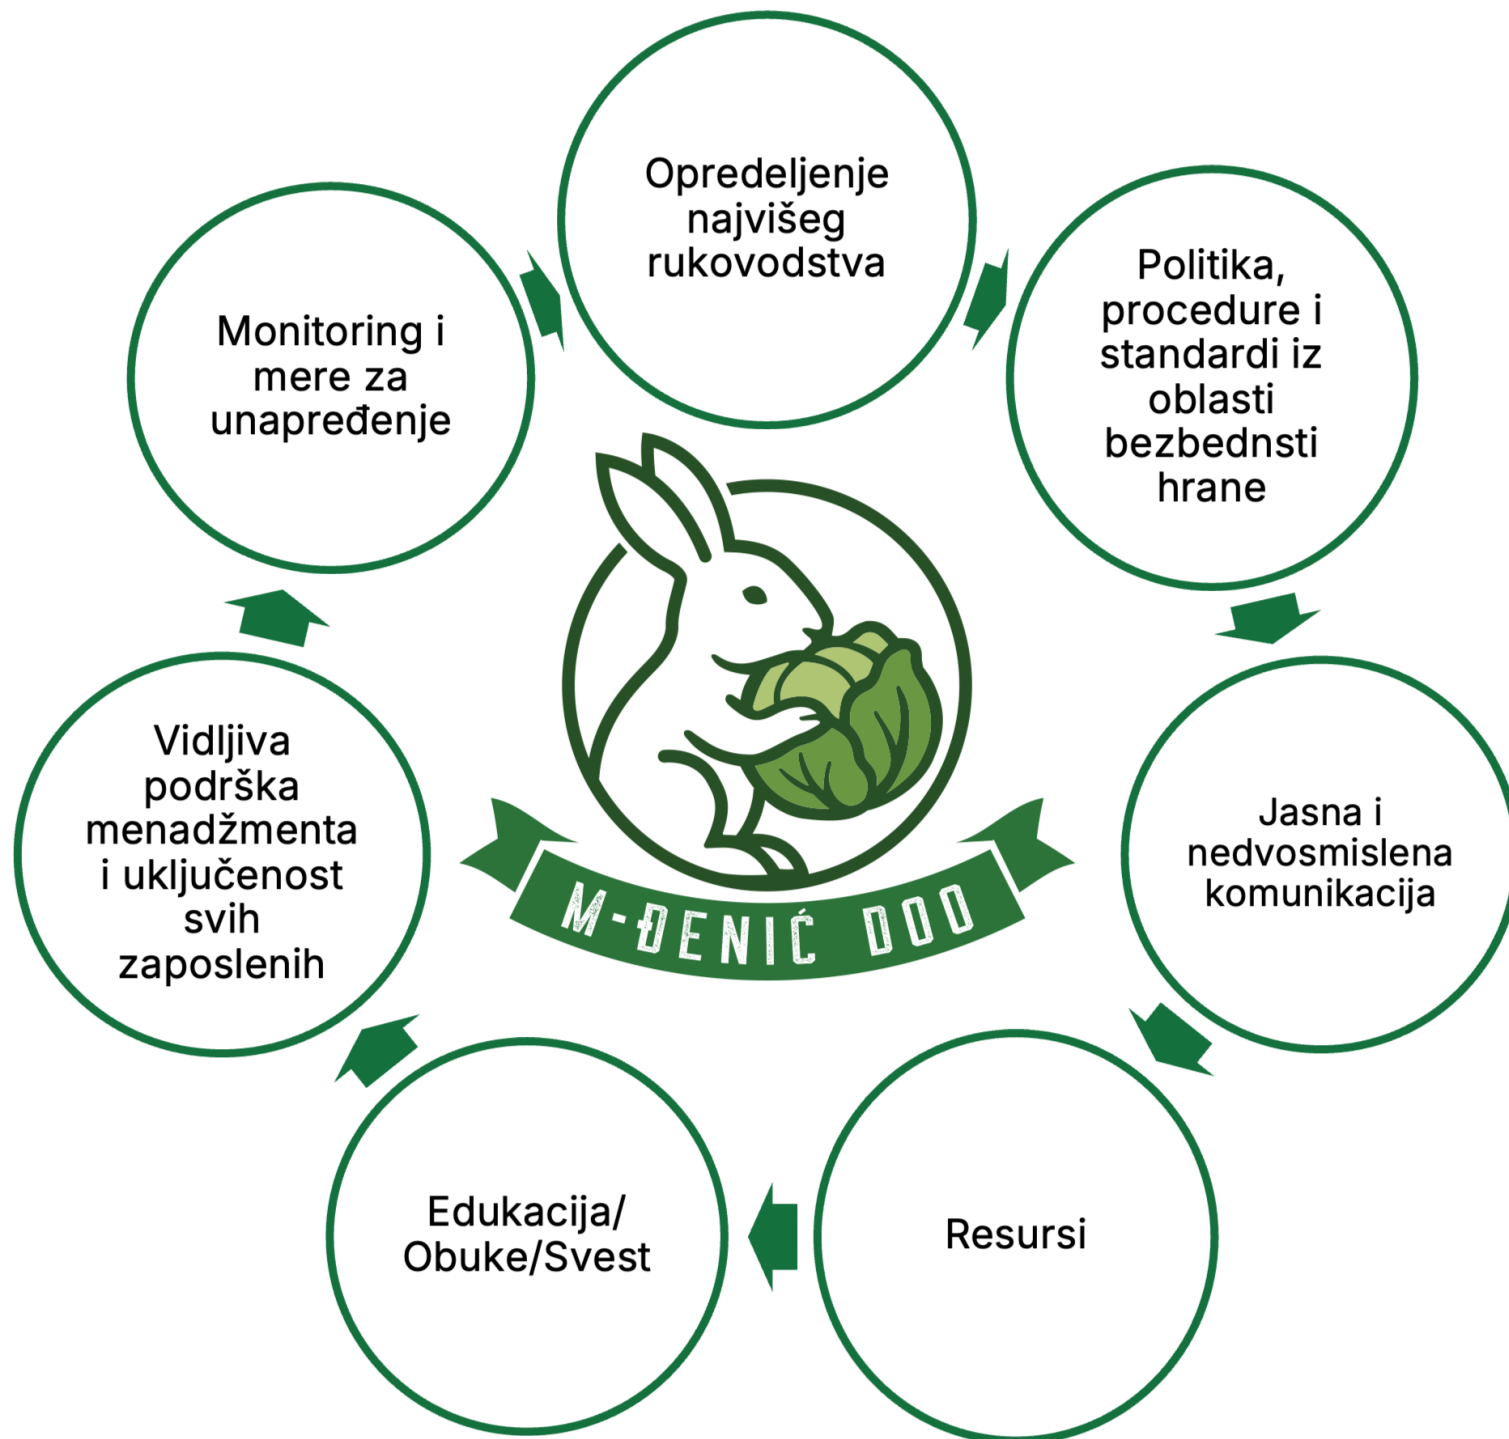 Opredeljenje
najvišeg
rukovodstva
Politika,
procedure i
standardi iz
oblasti
bezbednsti
hrane
Jasna i
nedvosmislena
komunikacija
Resursi
Edukacija/
Obuke/Svest
Vidljiva
podrška
menadžmenta
i uključenost
svih
zaposlenih
Monitoring i
mere za
unapređenje
M-ĐENIĆ DOO